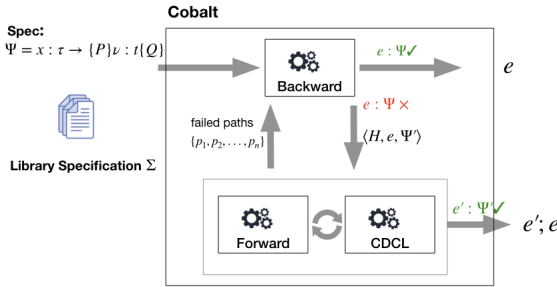 Cobalt
Spec:
Ψ = x : τ → {P}ν : t{Q}
Library Specification Σ
Backward
e : Ψ✓
e
e : Ψ ×
⟨H, e, Ψ′⟩
failed paths
{p₁, p₂, . . . , pₙ}
Forward
CDCL
e′ : Ψ′✓
e′; e